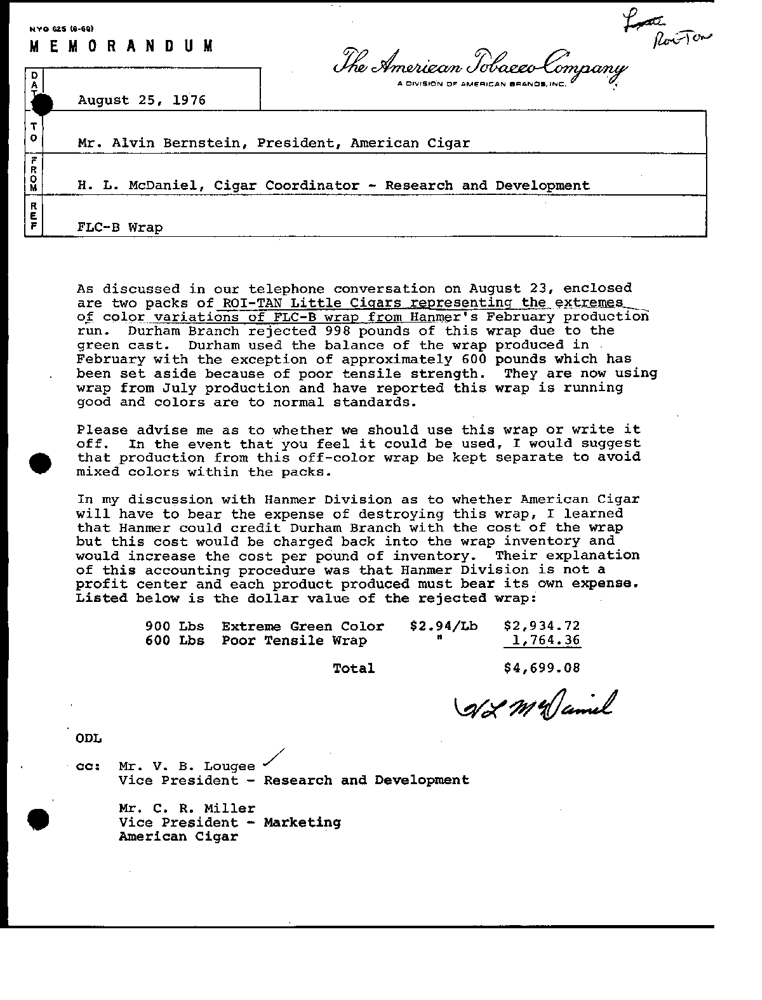 NYO 625 (8-69)
MEMORANDUM
Roi-Tan
The American Tobacco Company
A DIVISION OF AMERICAN BRANDS, INC.
DATE
August 25, 1976
TO
Mr. Alvin Bernstein, President, American Cigar
FROM
H. L. McDaniel, Cigar Coordinator - Research and Development
REF
FLC-B Wrap
As discussed in our telephone conversation on August 23, enclosed
are two packs of ROI-TAN Little Cigars representing the extremes
of color variations of FLC-B wrap from Hanmer's February production
run. Durham Branch rejected 998 pounds of this wrap due to the
green cast. Durham used the balance of the wrap produced in
February with the exception of approximately 600 pounds which has
been set aside because of poor tensile strength. They are now using
wrap from July production and have reported this wrap is running
good and colors are to normal standards.
Please advise me as to whether we should use this wrap or write it
off. In the event that you feel it could be used, I would suggest
that production from this off-color wrap be kept separate to avoid
mixed colors within the packs.
In my discussion with Hanmer Division as to whether American Cigar
will have to bear the expense of destroying this wrap, I learned
that Hanmer could credit Durham Branch with the cost of the wrap
but this cost would be charged back into the wrap inventory and
would increase the cost per pound of inventory. Their explanation
of this accounting procedure was that Hanmer Division is not a
profit center and each product produced must bear its own expense.
Listed below is the dollar value of the rejected wrap:
900 Lbs Extreme Green Color $2.94/Lb $2,934.72
600 Lbs Poor Tensile Wrap " 1,764.36
Total $4,699.08
H L McDaniel
ODL
cc: Mr. V. B. Lougee
Vice President - Research and Development
Mr. C. R. Miller
Vice President - Marketing
American Cigar